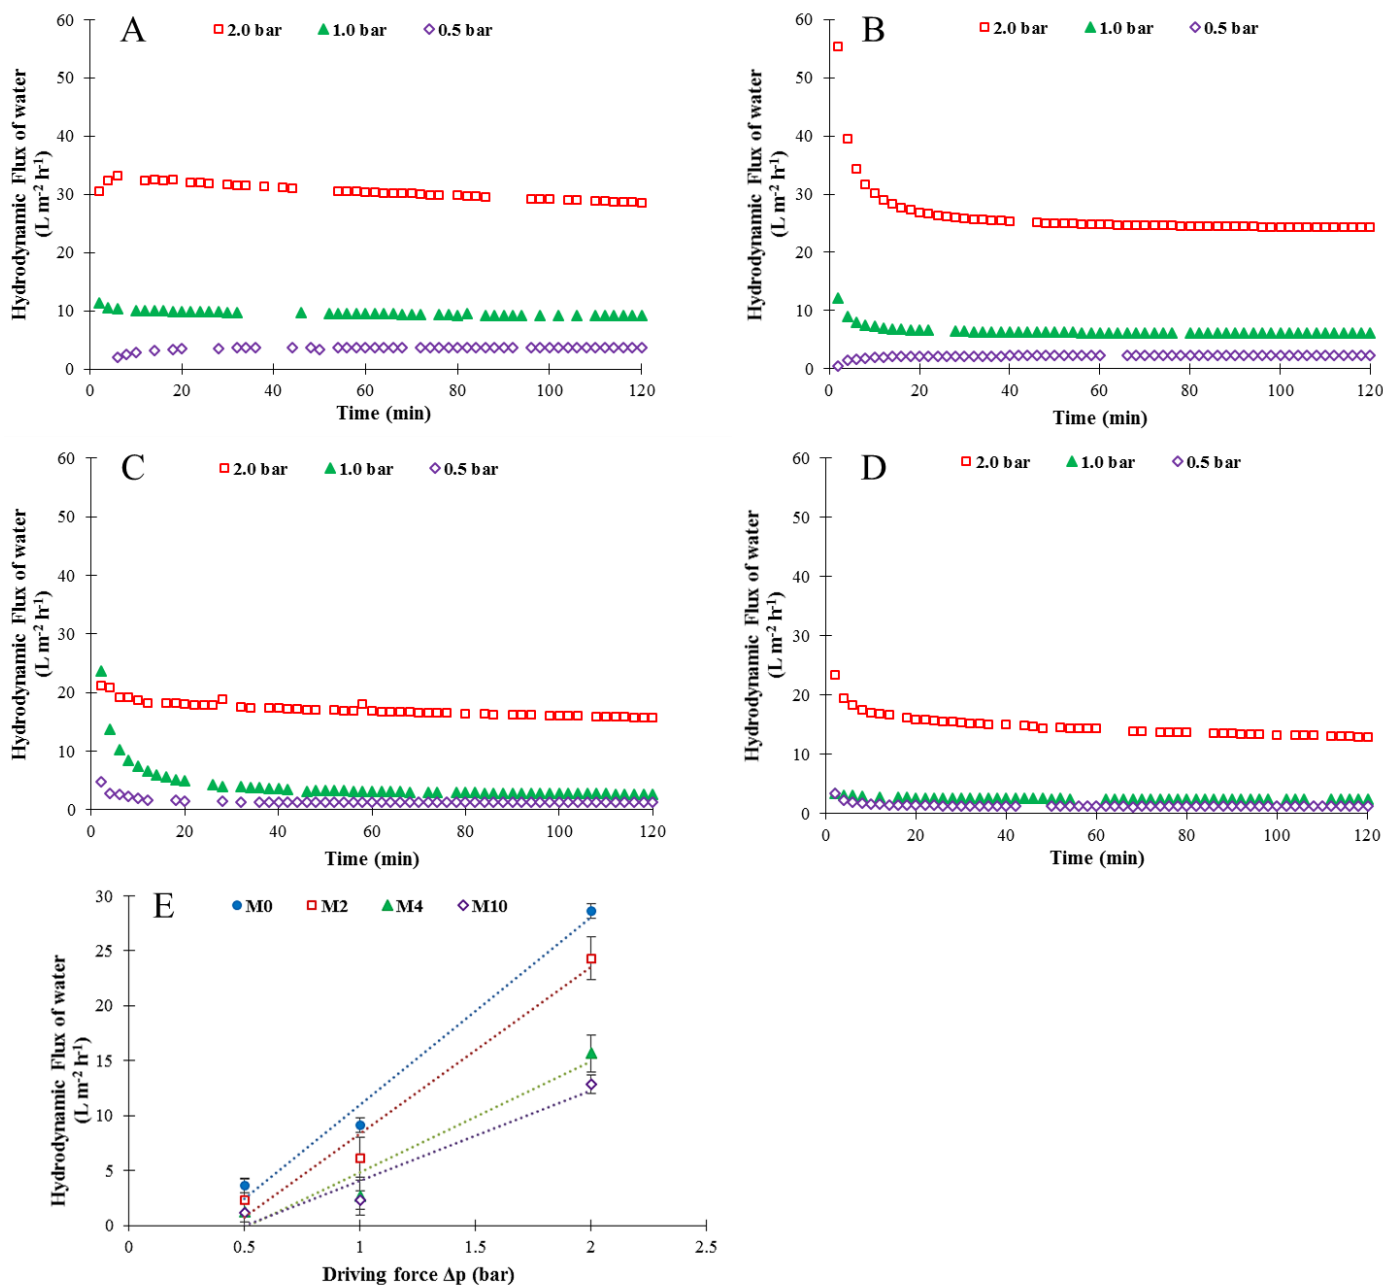 A
2.0 bar 1.0 bar 0.5 bar
Hydrodynamic Flux of water
(L m⁻² h⁻¹)
60
50
40
30
20
10
0
0 20 40 60 80 100 120
Time (min)
B
2.0 bar 1.0 bar 0.5 bar
Hydrodynamic Flux of water
(L m⁻² hr⁻¹)
60
50
40
30
20
10
0
0 20 40 60 80 100 120
Time (min)
C
2.0 bar 1.0 bar 0.5 bar
Hydrodynamic Flux of water
(L m⁻² hr⁻¹)
60
50
40
30
20
10
0
0 20 40 60 80 100 120
Time (min)
D
2.0 bar 1.0 bar 0.5 bar
Hydrodynamic Flux of water
(L m⁻² hr⁻¹)
60
50
40
30
20
10
0
0 20 40 60 80 100 120
Time (min)
E
M0 M2 M4 M10
Hydrodynamic Flux of water
(L m⁻² h⁻¹)
30
25
20
15
10
5
0
0 0.5 1 1.5 2 2.5
Driving force Δp (bar)